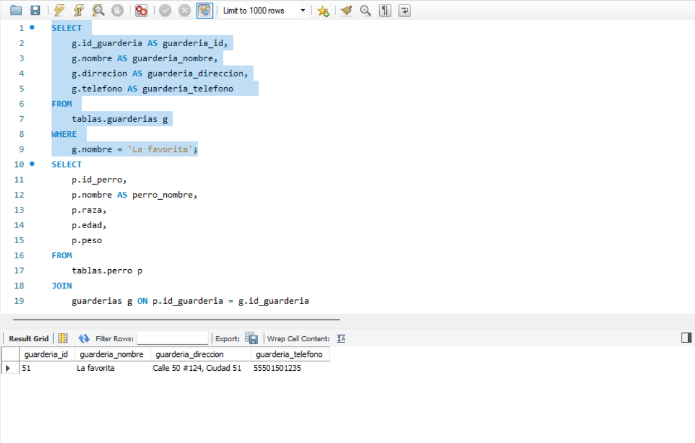 Limit to 1000 rows
1 SELECT
2 g.id_guarderia AS guarderia_id,
3 g.nombre AS guarderia_nombre,
4 g.dirrecion AS guarderia_direccion,
5 g.telefono AS guarderia_telefono
6 FROM
7 tablas.guarderias g
8 WHERE
9 g.nombre = 'La favorita';
10 SELECT
11 p.id_perro,
12 p.nombre AS perro_nombre,
13 p.raza,
14 p.edad,
15 p.peso
16 FROM
17 tablas.perro p
18 JOIN
19 guarderias g ON p.id_guarderia = g.id_guarderia
Result Grid Filter Rows: Export: Wrap Cell Content:
guarderia_id guarderia_nombre guarderia_direccion guarderia_telefono
51 La favorita Calle 50 #124, Ciudad 51 55501501235